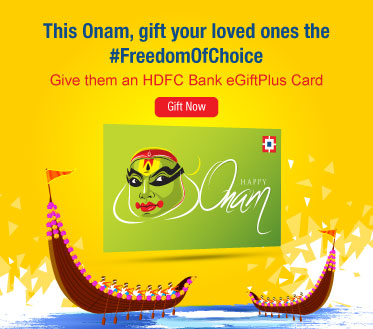 This Onam, gift your loved ones the
#FreedomOfChoice
Give them an HDFC Bank eGiftPlus Card
Gift Now
HAPPY
Onam